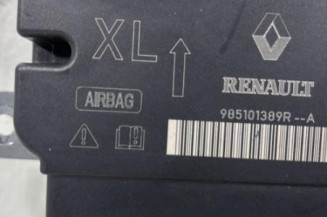 XL
RENAULT
AIRBAG
985101389R--A